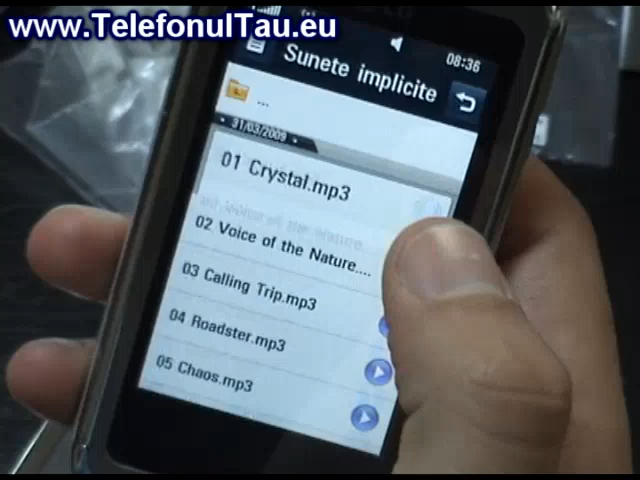 www.TelefonulTau.eu
08:36
Sunete implicite
...
31/03/2009
01 Crystal.mp3
02 Voice of the Nature....
03 Calling Trip.mp3
04 Roadster.mp3
05 Chaos.mp3